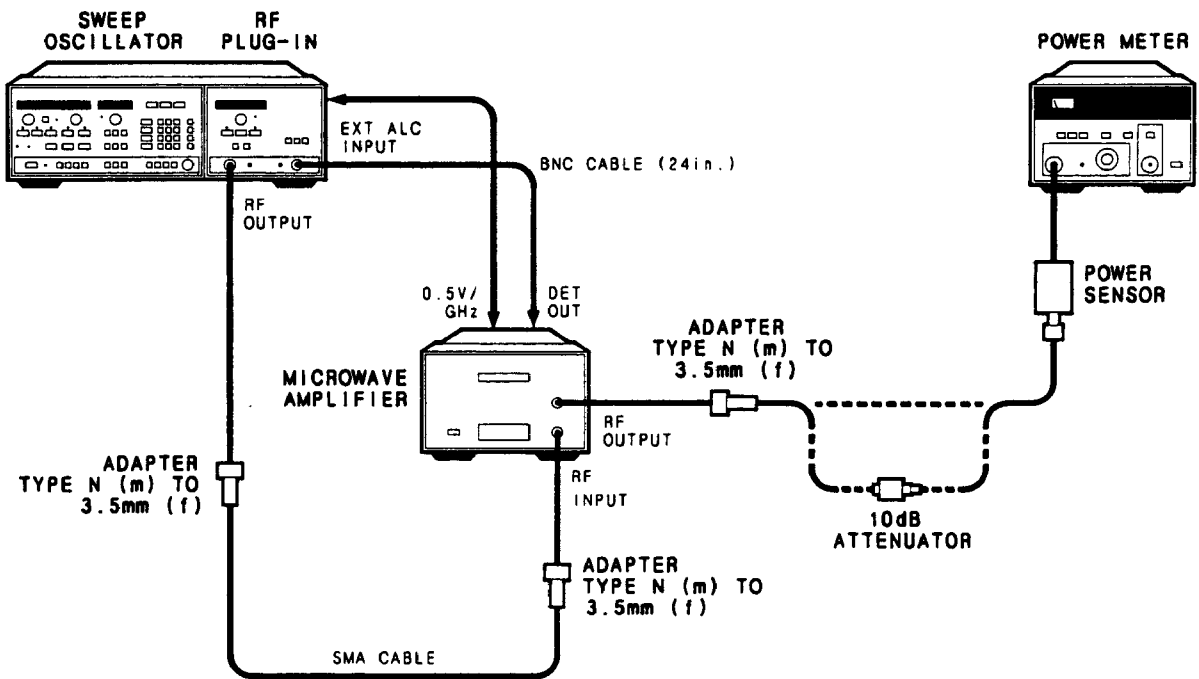 SWEEP
OSCILLATOR
RF
PLUG-IN
POWER METER
EXT ALC
INPUT
BNC CABLE (24in.)
RF
OUTPUT
0.5V/
GHz
DET
OUT
POWER
SENSOR
ADAPTER
TYPE N (m) TO
3.5mm (f)
MICROWAVE
AMPLIFIER
RF
OUTPUT
ADAPTER
TYPE N (m) TO
3.5mm (f)
RF
INPUT
10dB
ATTENUATOR
ADAPTER
TYPE N (m) TO
3.5mm (f)
SMA CABLE